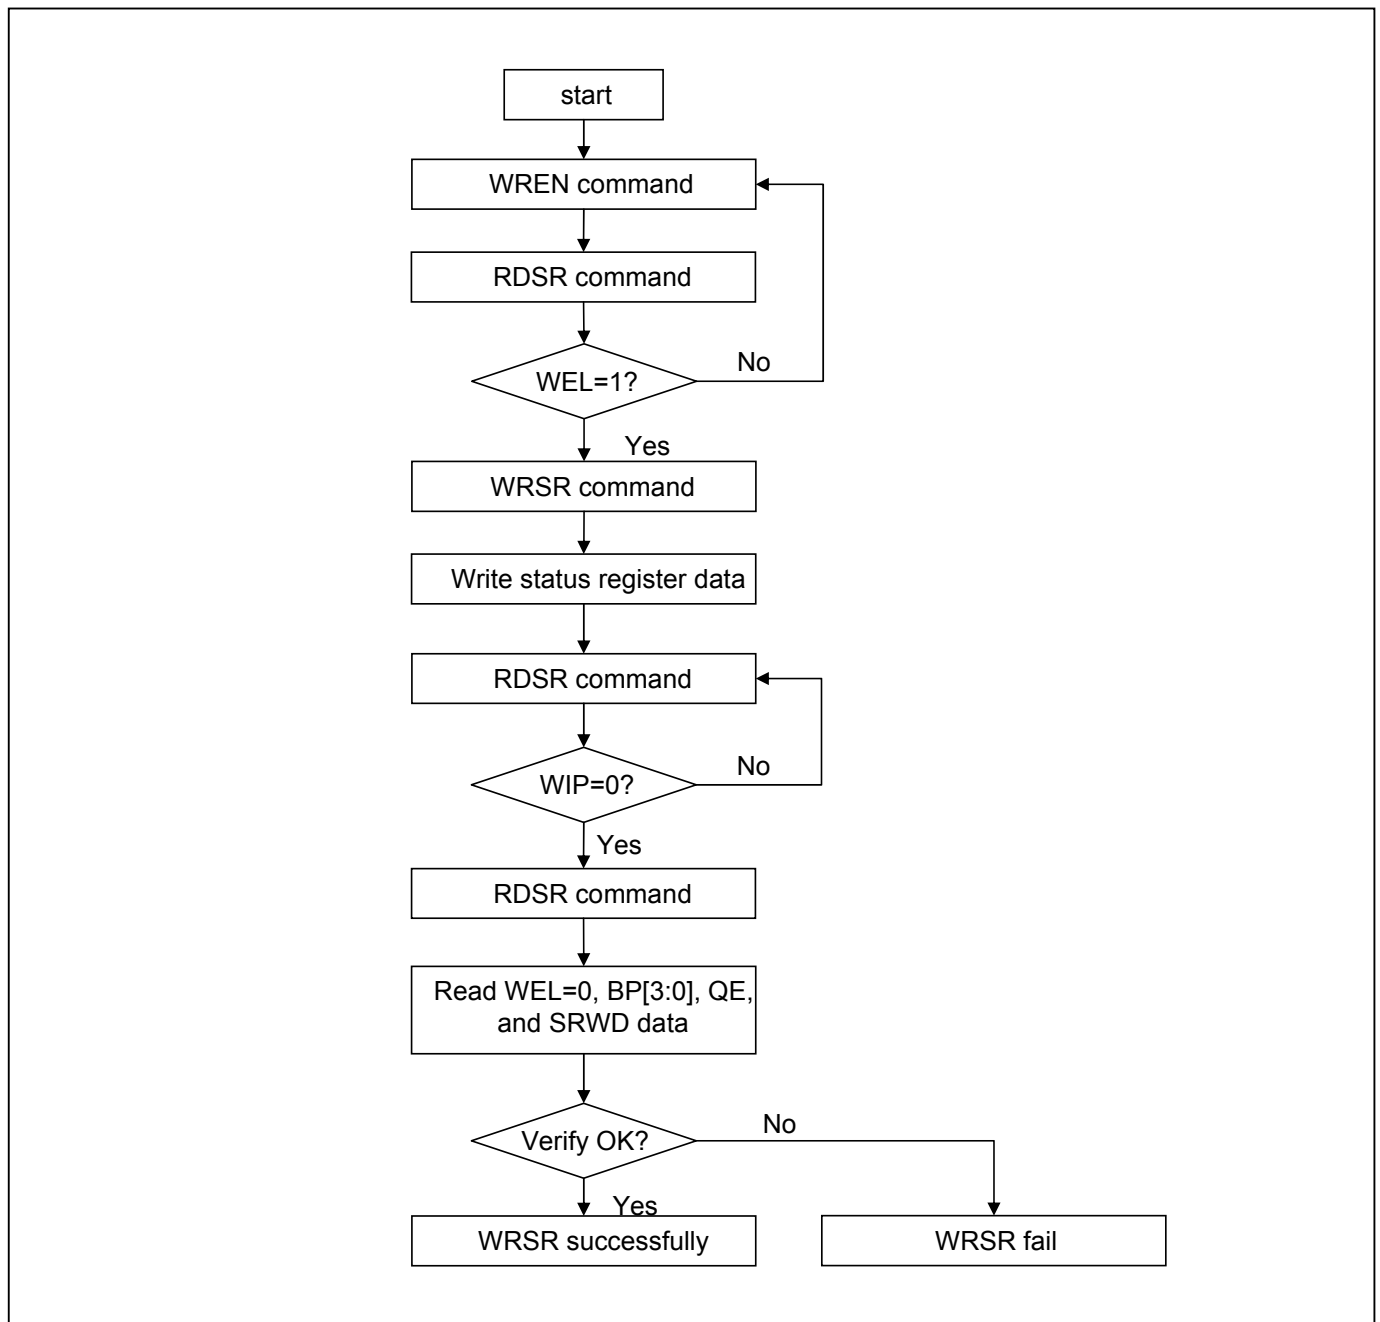 start
WREN command
RDSR command
No
WEL=1?
Yes
WRSR command
Write status register data
RDSR command
No
WIP=0?
Yes
RDSR command
Read WEL=0, BP[3:0], QE,
and SRWD data
No
Verify OK?
Yes
WRSR successfully
WRSR fail